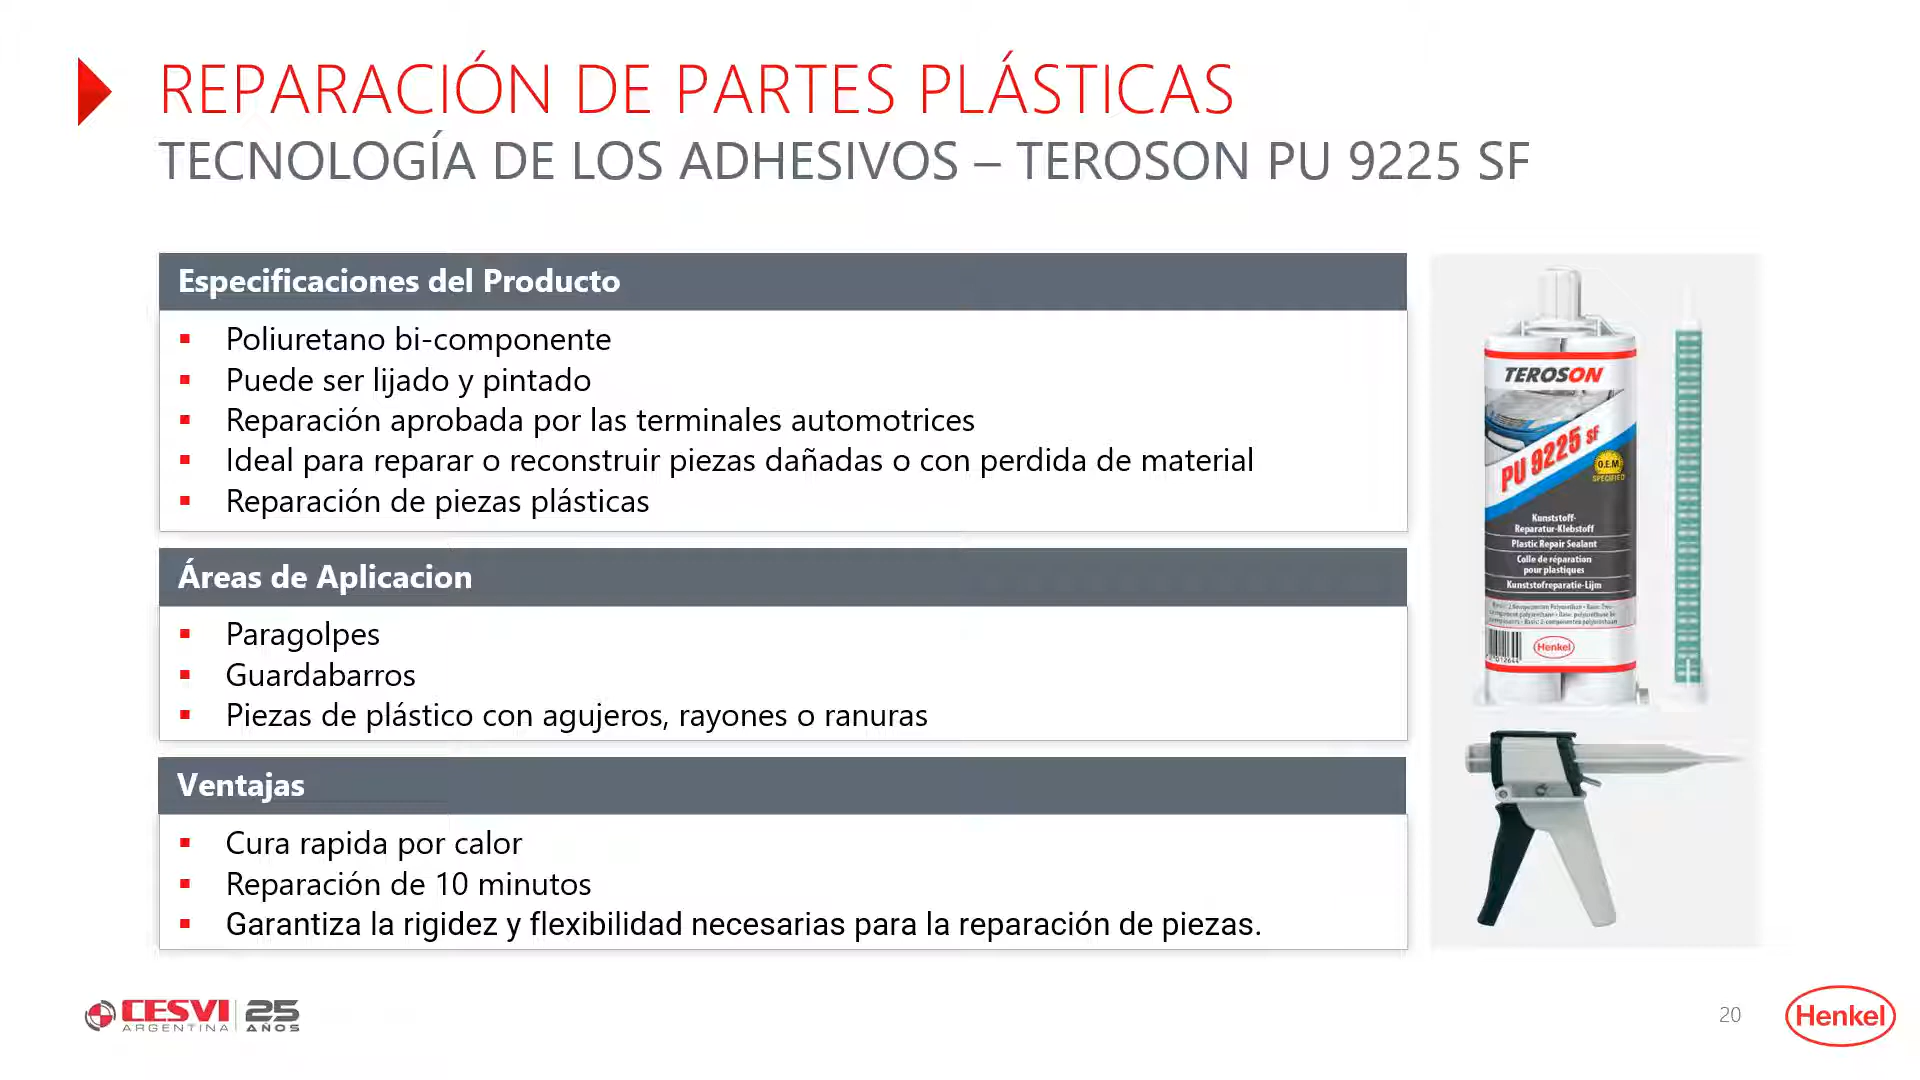 REPARACIÓN DE PARTES PLÁSTICAS
TECNOLOGÍA DE LOS ADHESIVOS – TEROSON PU 9225 SF
Especificaciones del Producto
▪ Poliuretano bi-componente
▪ Puede ser lijado y pintado
▪ Reparación aprobada por las terminales automotrices
▪ Ideal para reparar o reconstruir piezas dañadas o con perdida de material
▪ Reparación de piezas plásticas
Áreas de Aplicacion
▪ Paragolpes
▪ Guardabarros
▪ Piezas de plástico con agujeros, rayones o ranuras
Ventajas
▪ Cura rapida por calor
▪ Reparación de 10 minutos
▪ Garantiza la rigidez y flexibilidad necesarias para la reparación de piezas.
TEROSON
PU 9225 SF
O.E.M.
SPECIFIED
Kunststoff-
Reparatur-Klebstoff
Plastic Repair Sealant
Colle de réparation
pour plastiques
Kunststofreparatie-Lijm
Henkel
CESVI
ARGENTINA
25
AÑOS
20
Henkel